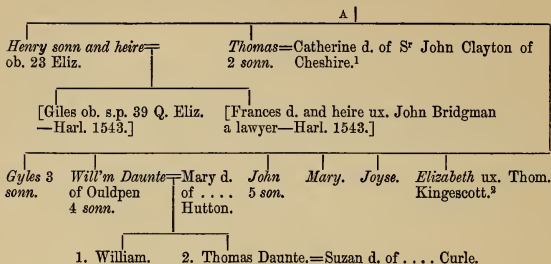 A
Henry sonn and heire= Thomas=Catherine d. of Sʳ John Clayton of
ob. 23 Eliz. 2 sonn. Cheshire.¹
[Giles ob. s.p. 39 Q. Eliz. [Frances d. and heire ux. John Bridgman
—Harl. 1543.] a lawyer—Harl. 1543.]
Gyles 3 Will'm Daunte=Mary d. John Mary. Joyse. Elizabeth ux. Thom.
sonn. of Ouldpen of .... 5 son. Kingescott.²
4 sonn. Hutton.
1. William. 2. Thomas Daunte.=Suzan d. of .... Curle.